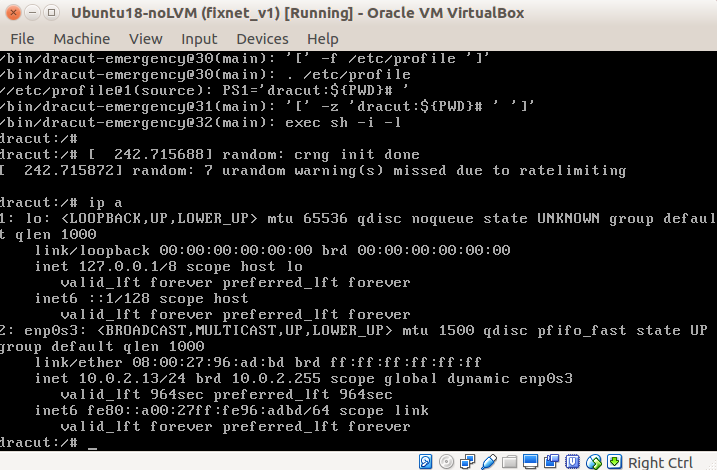 Ubuntu18-noLVM (fixnet_v1) [Running] - Oracle VM VirtualBox
File Machine View Input Devices Help
/bin/dracut-emergency@30(main): '[' -f /etc/profile ']'
/bin/dracut-emergency@30(main): . /etc/profile
//etc/profile@1(source): PS1='dracut:${PWD}# '
/bin/dracut-emergency@31(main): '[' -z 'dracut:${PWD}# ' ']'
/bin/dracut-emergency@32(main): exec sh -i -l
dracut:/#
dracut:/# [  242.715688] random: crng init done
[  242.715872] random: 7 urandom warning(s) missed due to ratelimiting
dracut:/# ip a
1: lo: <LOOPBACK,UP,LOWER_UP> mtu 65536 qdisc noqueue state UNKNOWN group defaul
t qlen 1000
link/loopback 00:00:00:00:00:00 brd 00:00:00:00:00:00
inet 127.0.0.1/8 scope host lo
valid_lft forever preferred_lft forever
inet6 ::1/128 scope host
valid_lft forever preferred_lft forever
2: enp0s3: <BROADCAST,MULTICAST,UP,LOWER_UP> mtu 1500 qdisc pfifo_fast state UP
group default qlen 1000
link/ether 08:00:27:96:ad:bd brd ff:ff:ff:ff:ff:ff
inet 10.0.2.13/24 brd 10.0.2.255 scope global dynamic enp0s3
valid_lft 964sec preferred_lft 964sec
inet6 fe80::a00:27ff:fe96:adbd/64 scope link
valid_lft forever preferred_lft forever
dracut:/# _
Right Ctrl